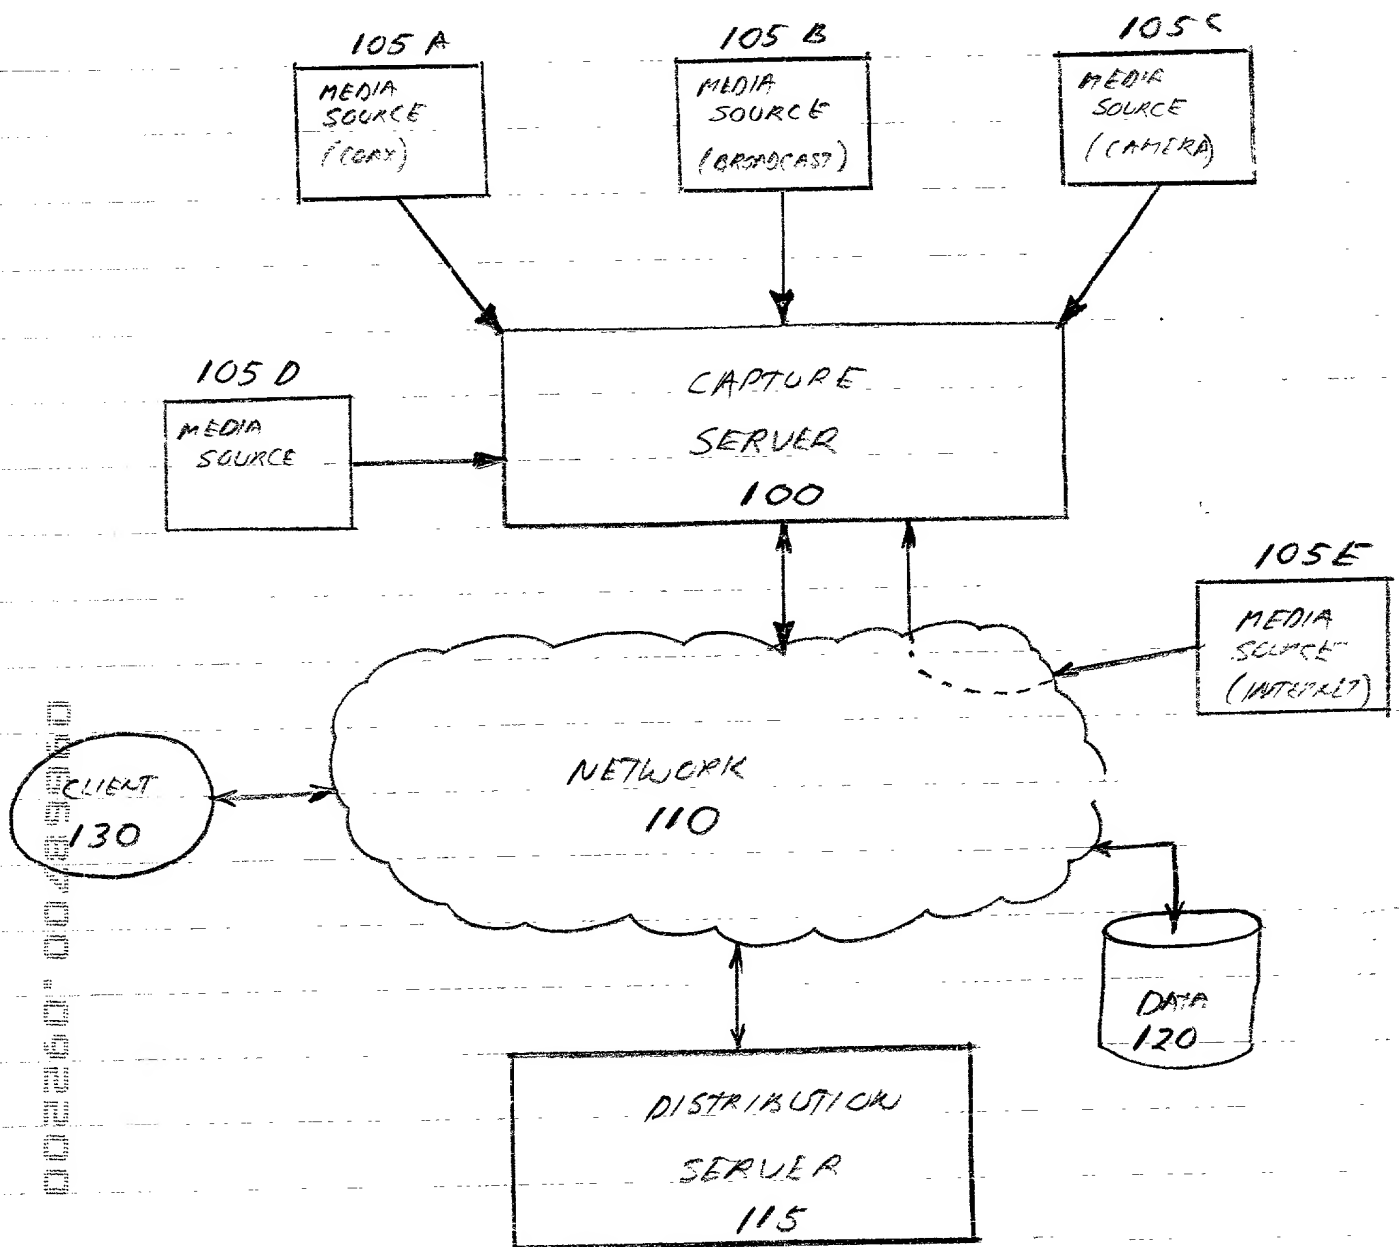 105 A
MEDIA
SOURCE
(COAX)
105 B
MEDIA
SOURCE
(BROADCAST)
105 C
MEDIA
SOURCE
(CAMERA)
105 D
MEDIA
SOURCE
CAPTURE
SERVER
100
105E
MEDIA
SOURCE
(INTERNET)
CLIENT
130
NETWORK
110
DATA
120
DISTRIBUTION
SERVER
115